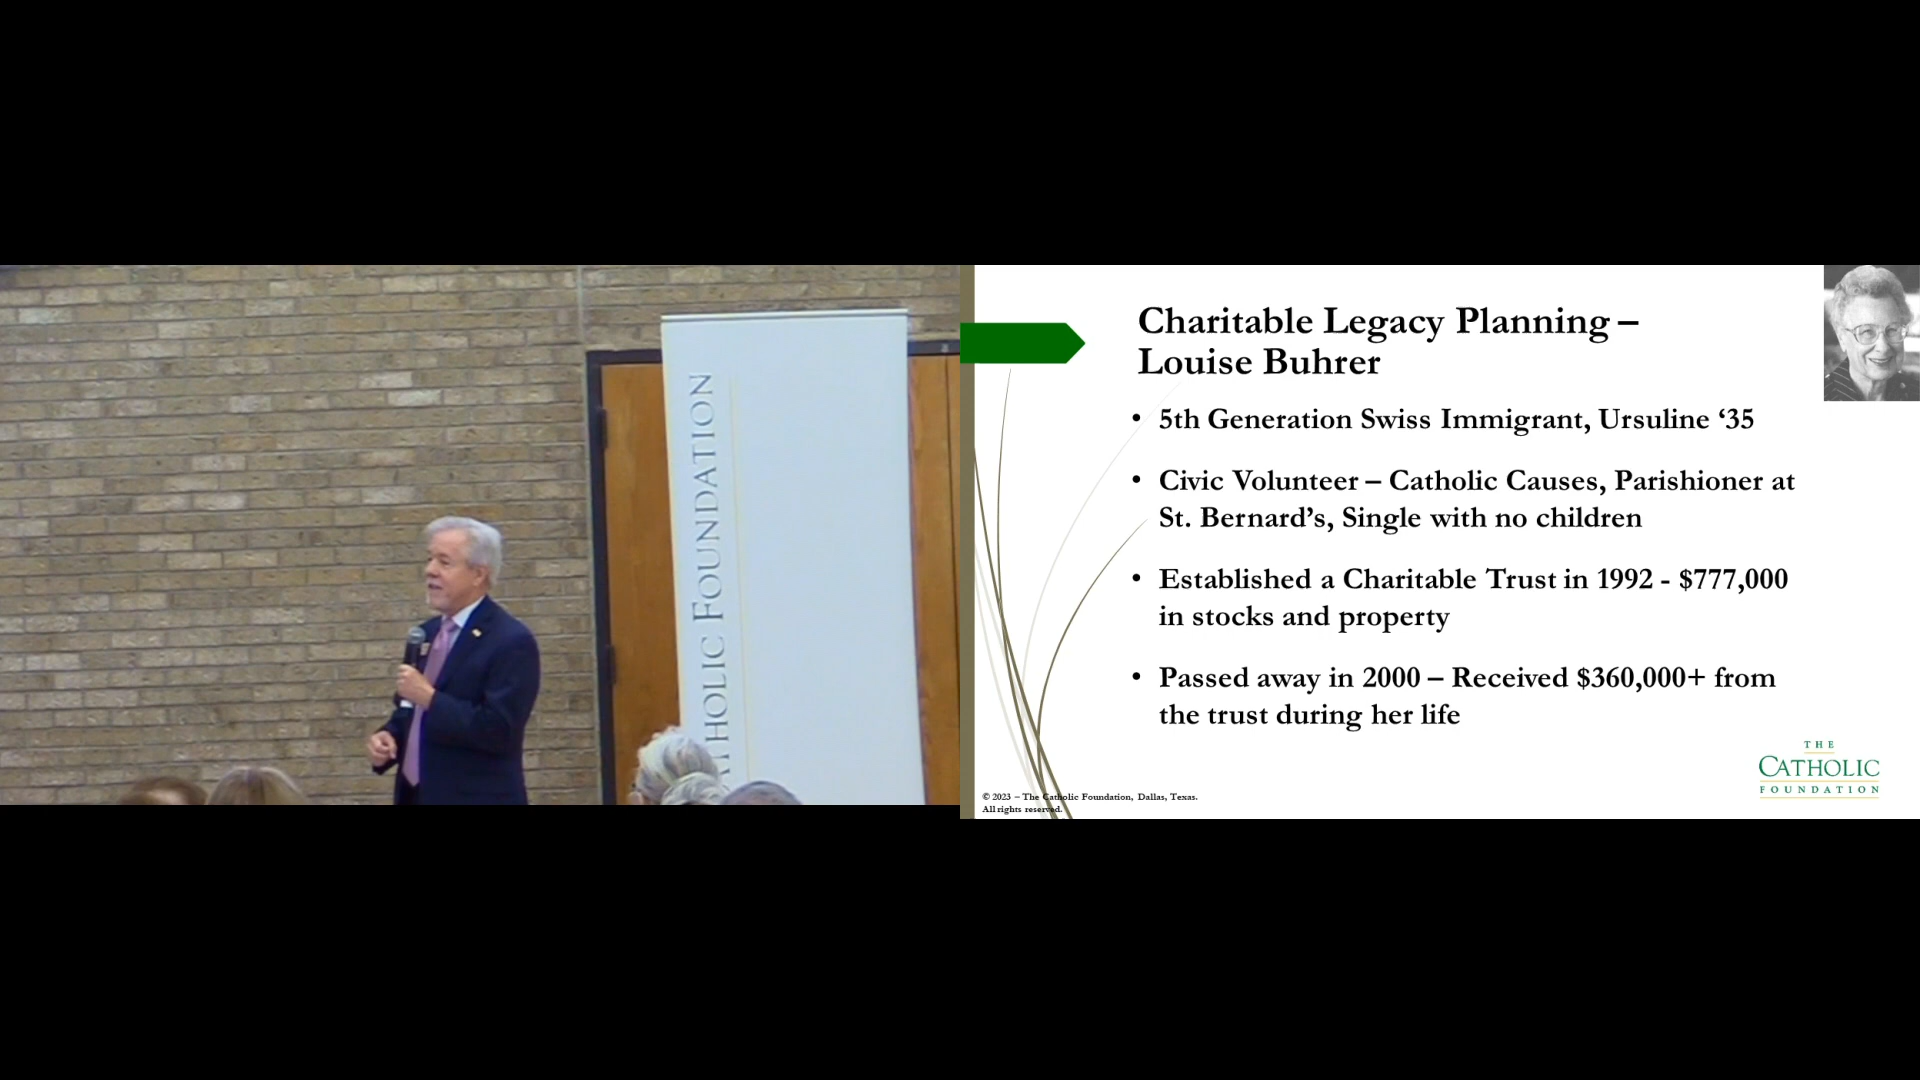 ATHOLIC FOUNDATION
Charitable Legacy Planning –
Louise Buhrer
• 5th Generation Swiss Immigrant, Ursuline ‘35
• Civic Volunteer – Catholic Causes, Parishioner at
St. Bernard’s, Single with no children
• Established a Charitable Trust in 1992 - $777,000
in stocks and property
• Passed away in 2000 – Received $360,000+ from
the trust during her life
THE
CATHOLIC
FOUNDATION
© 2023 – The Catholic Foundation, Dallas, Texas.
All rights reserved.